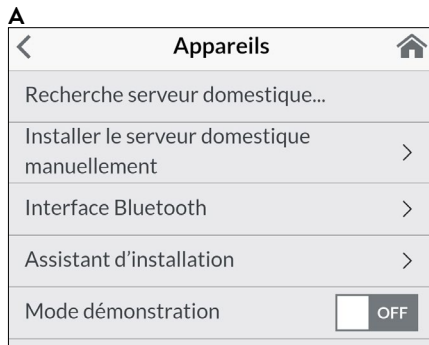 A
Appareils
Recherche serveur domestique...
Installer le serveur domestique
manuellement
Interface Bluetooth
Assistant d'installation
Mode démonstration OFF